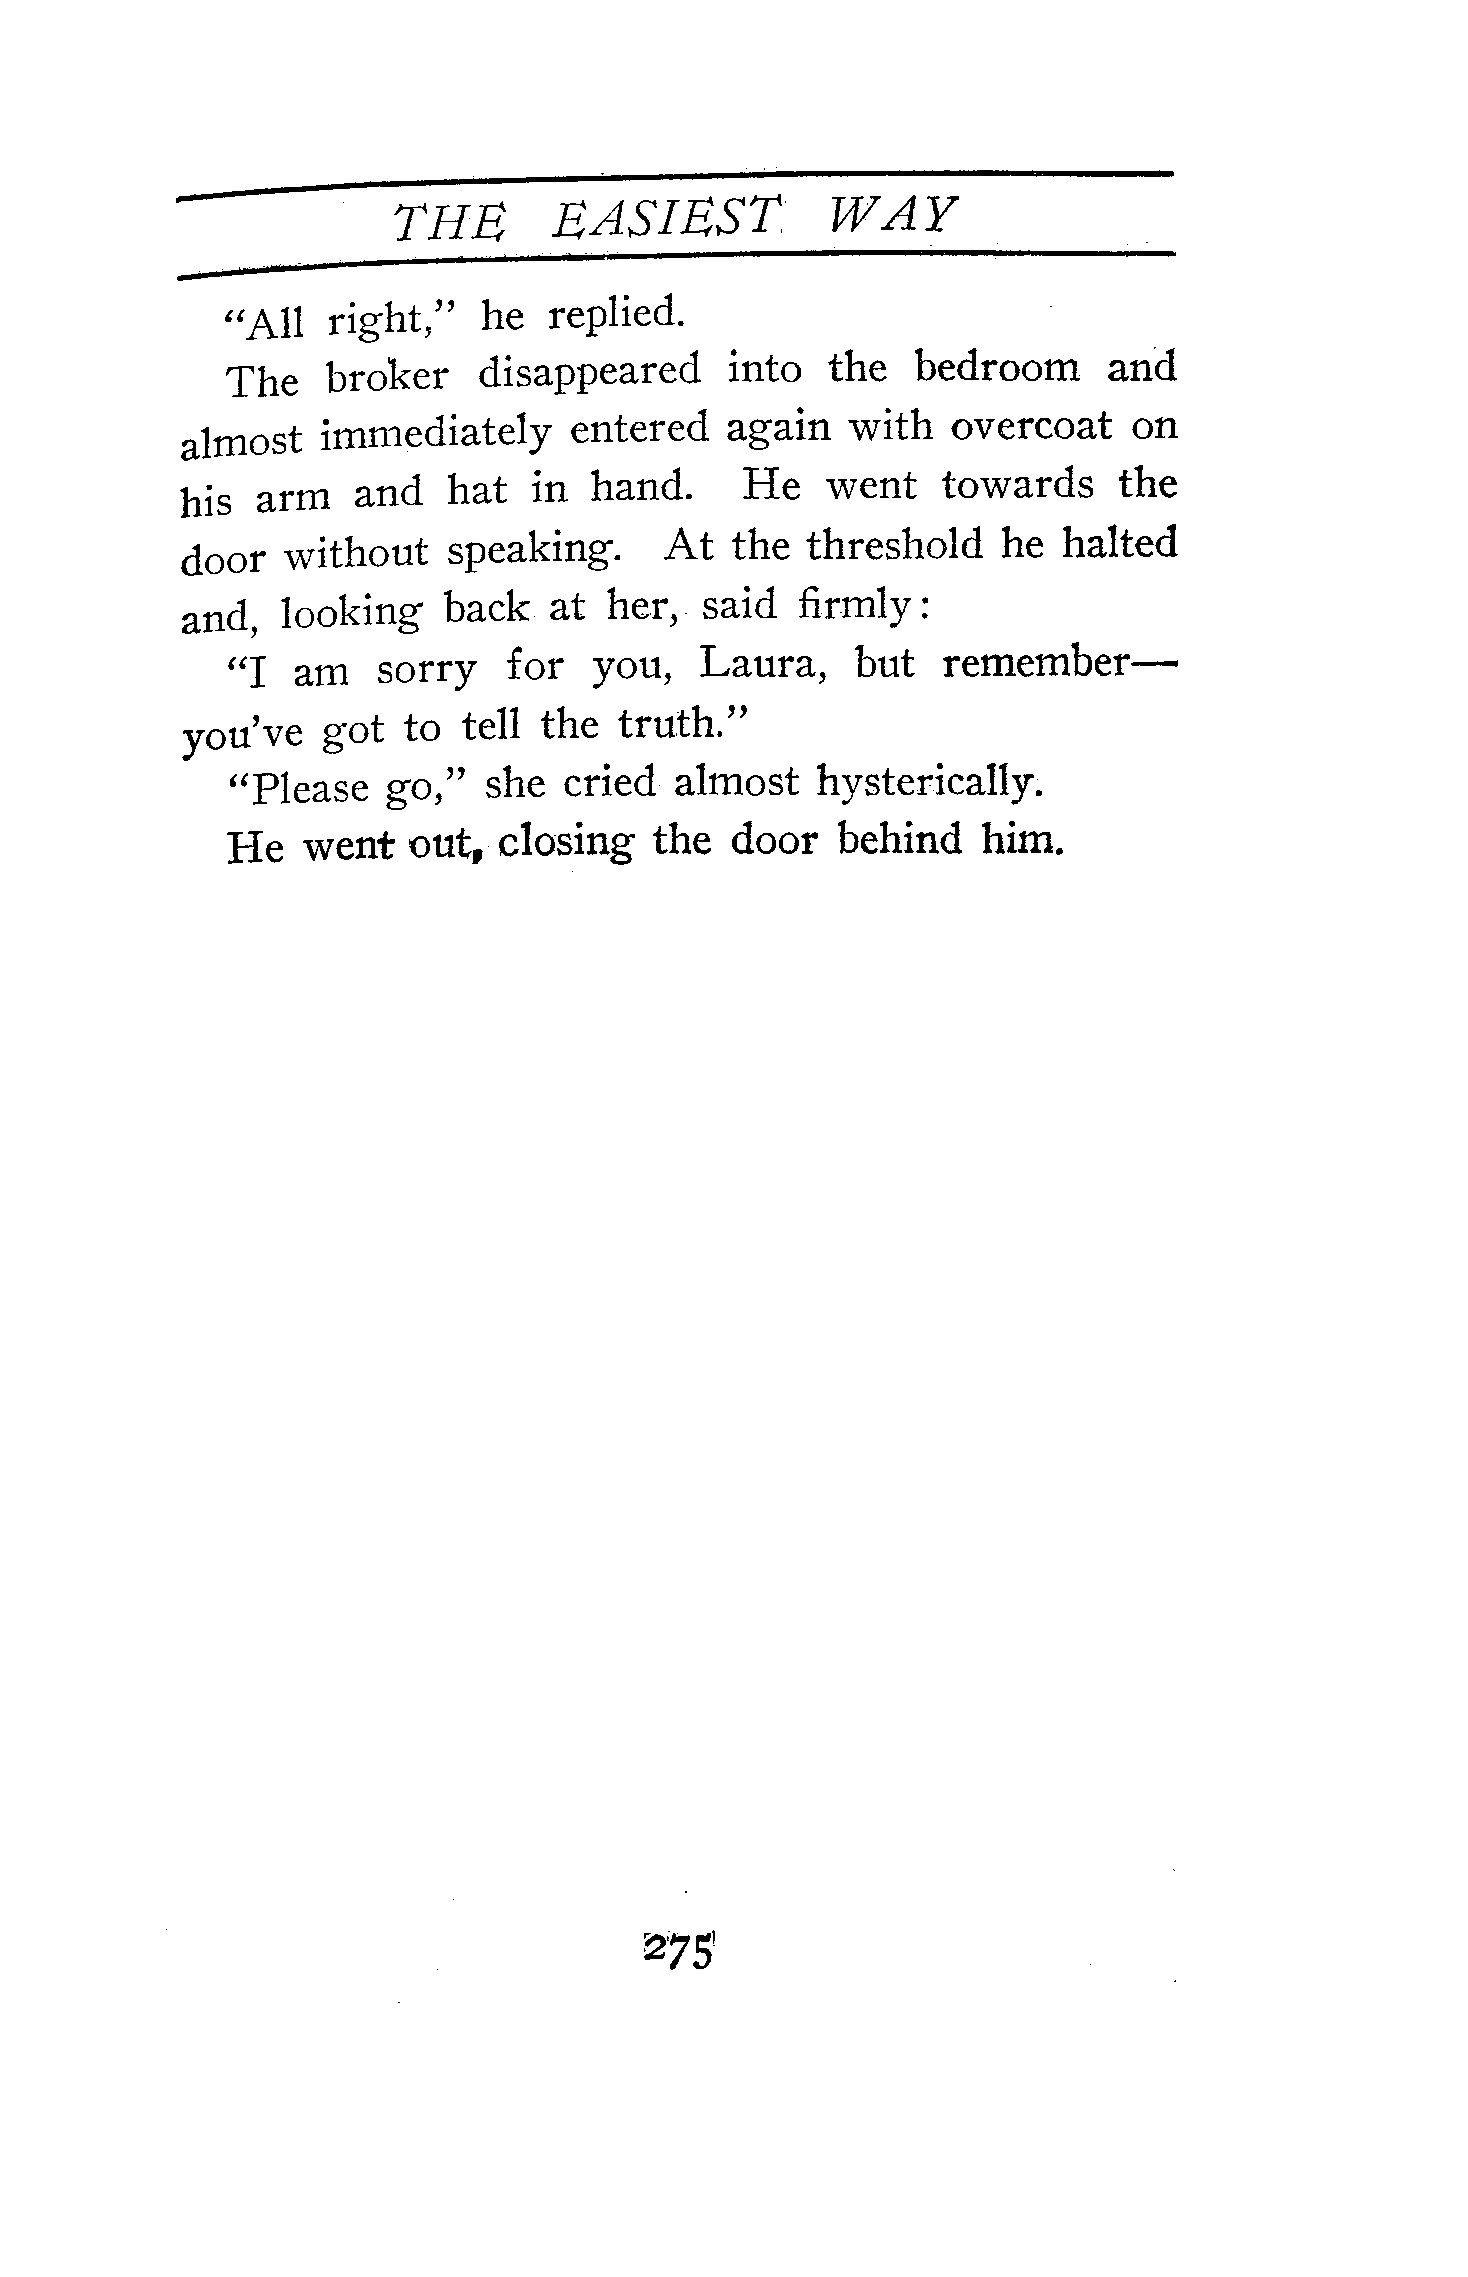 THE EASIEST WAY
“All right,” he replied.
The broker disappeared into the bedroom and
almost immediately entered again with overcoat on
his arm and hat in hand. He went towards the
door without speaking. At the threshold he halted
and, looking back at her, said firmly:
“I am sorry for you, Laura, but remember—
you’ve got to tell the truth.”
“Please go,” she cried almost hysterically.
He went out, closing the door behind him.
275